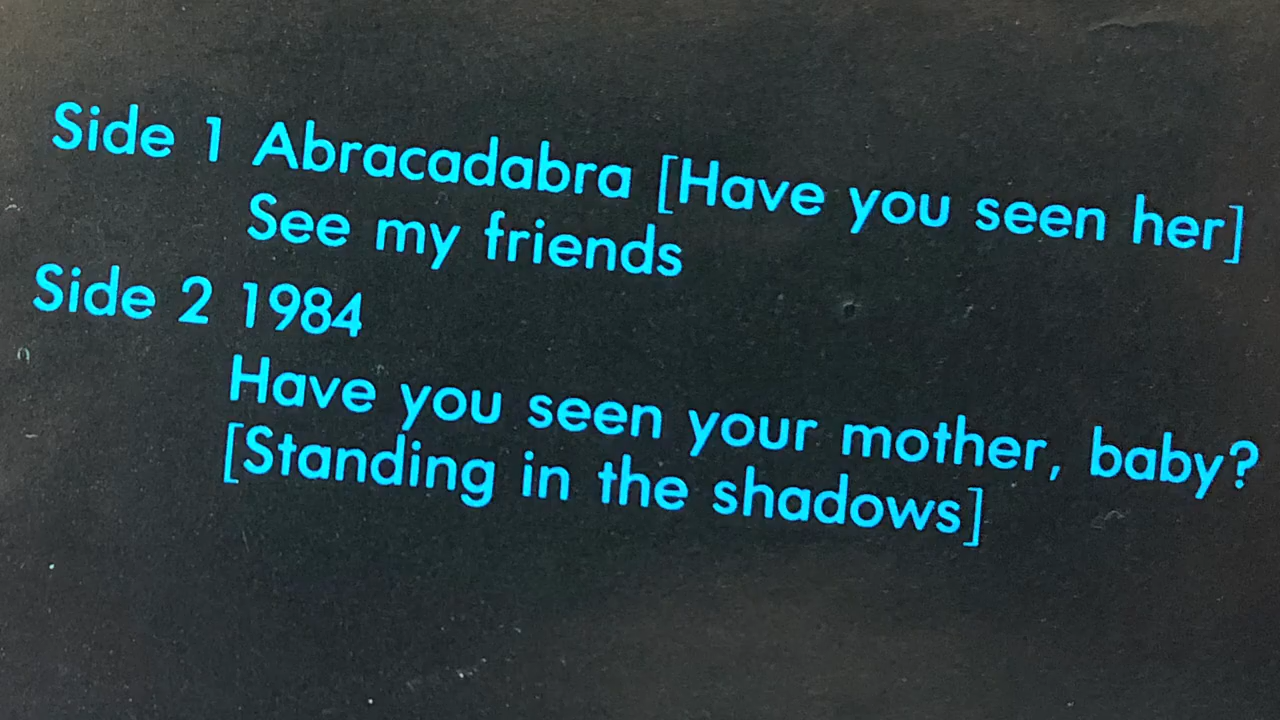 Side 1 Abracadabra [Have you seen her]
See my friends
Side 2 1984
Have you seen your mother, baby?
[Standing in the shadows]